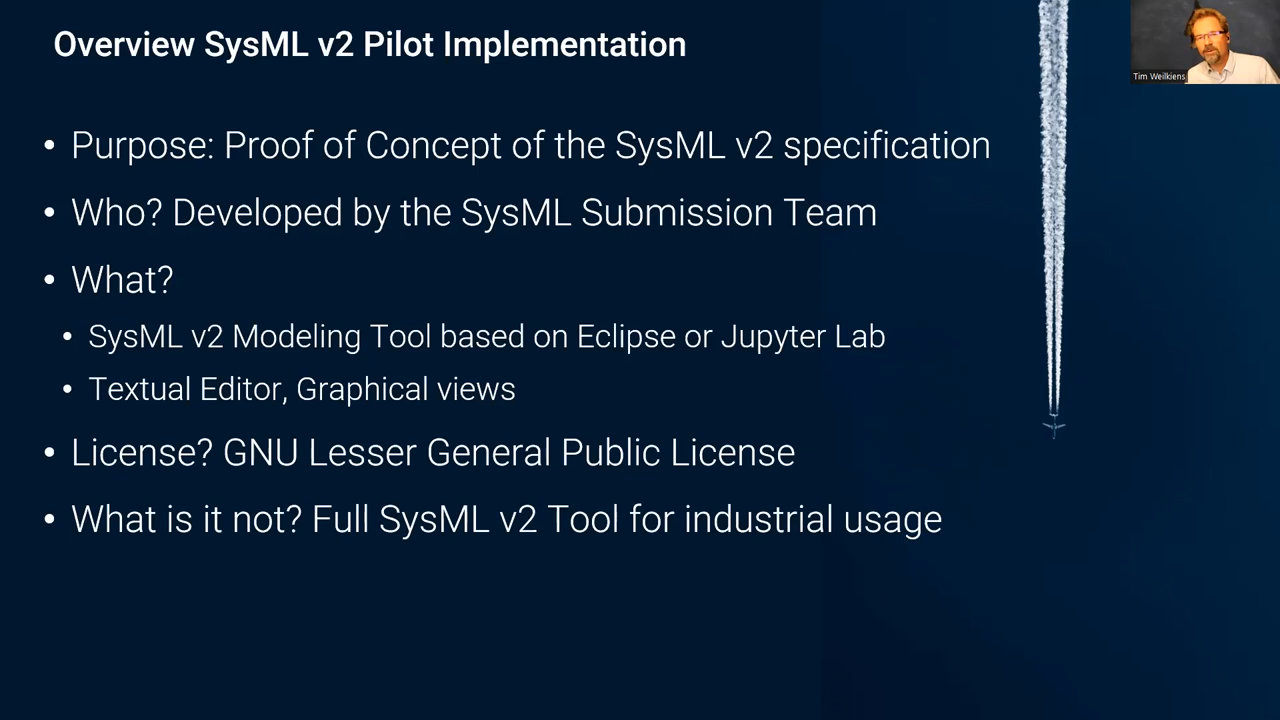 Overview SysML v2 Pilot Implementation
Tim Weilkiens
• Purpose: Proof of Concept of the SysML v2 specification
• Who? Developed by the SysML Submission Team
• What?
• SysML v2 Modeling Tool based on Eclipse or Jupyter Lab
• Textual Editor, Graphical views
• License? GNU Lesser General Public License
• What is it not? Full SysML v2 Tool for industrial usage